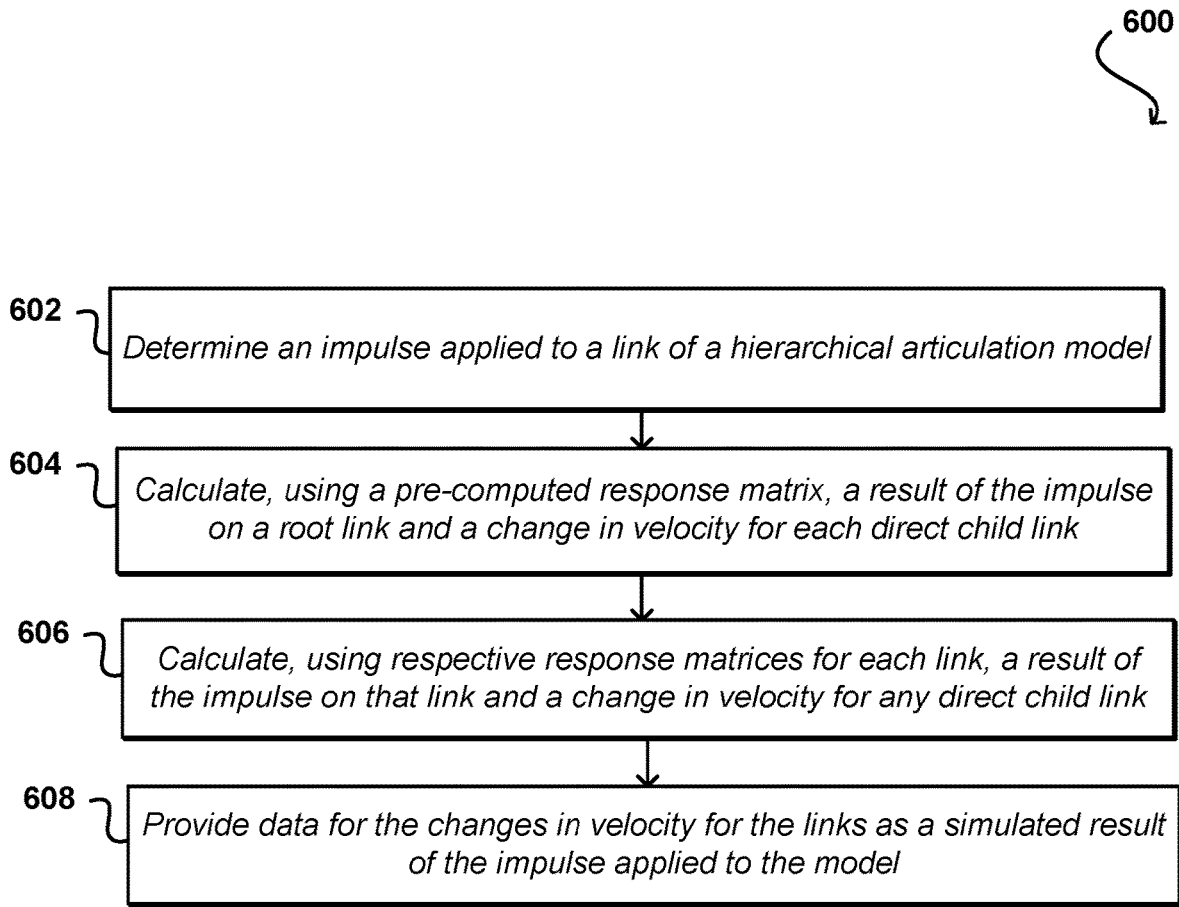 600
602
Determine an impulse applied to a link of a hierarchical articulation model
604
Calculate, using a pre-computed response matrix, a result of the impulse
on a root link and a change in velocity for each direct child link
606
Calculate, using respective response matrices for each link, a result of
the impulse on that link and a change in velocity for any direct child link
608
Provide data for the changes in velocity for the links as a simulated result
of the impulse applied to the model